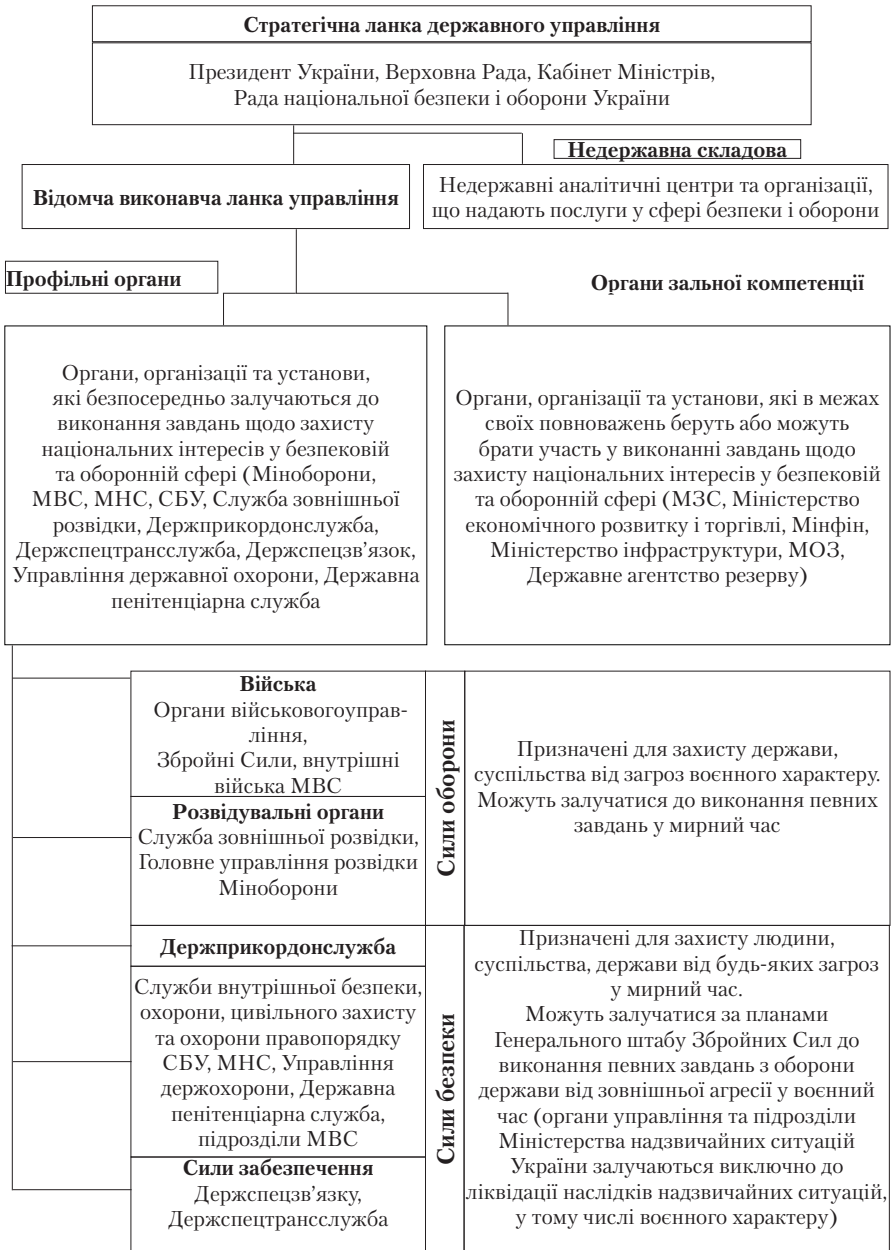 Стратегічна ланка державного управління
Президент України, Верховна Рада, Кабінет Міністрів,
Рада національної безпеки і оборони України
Недержавна складова
Відомча виконавча ланка управління
Недержавні аналітичні центри та організації,
що надають послуги у сфері безпеки і оборони
Профільні органи
Органи зальної компетенції
Органи, організації та установи,
які безпосередньо залучаються до
виконання завдань щодо захисту
національних інтересів у безпековій
та оборонній сфері (Міноборони,
МВС, МНС, СБУ, Служба зовнішньої
розвідки, Держприкордонслужба,
Держспецтрансслужба, Держспецзв'язок,
Управління державної охорони, Державна
пенітенціарна служба
Органи, організації та установи, які в межах
своїх повноважень беруть або можуть
брати участь у виконанні завдань щодо
захисту національних інтересів у безпековій
та оборонній сфері (МЗС, Міністерство
економічного розвитку і торгівлі, Мінфін,
Міністерство інфраструктури, МОЗ,
Державне агентство резерву)
Війська
Органи військовогоуправ-
ління,
Збройні Сили, внутрішні
війська МВС
Розвідувальні органи
Служба зовнішньої розвідки,
Головне управління розвідки
Міноборони
Сили оборони
Призначені для захисту держави,
суспільства від загроз воєнного характеру.
Можуть залучатися до виконання певних
завдань у мирний час
Держприкордонслужба
Служби внутрішньої безпеки,
охорони, цивільного захисту
та охорони правопорядку
СБУ, МНС, Управління
держохорони, Державна
пенітенціарна служба,
підрозділи МВС
Сили забезпечення
Держспецзв'язку,
Держспецтрансслужба
Сили безпеки
Призначені для захисту людини,
суспільства, держави від будь-яких загроз
у мирний час.
Можуть залучатися за планами
Генерального штабу Збройних Сил до
виконання певних завдань з оборони
держави від зовнішньої агресії у воєнний
час (органи управління та підрозділи
Міністерства надзвичайних ситуацій
України залучаються виключно до
ліквідації наслідків надзвичайних ситуацій,
у тому числі воєнного характеру)